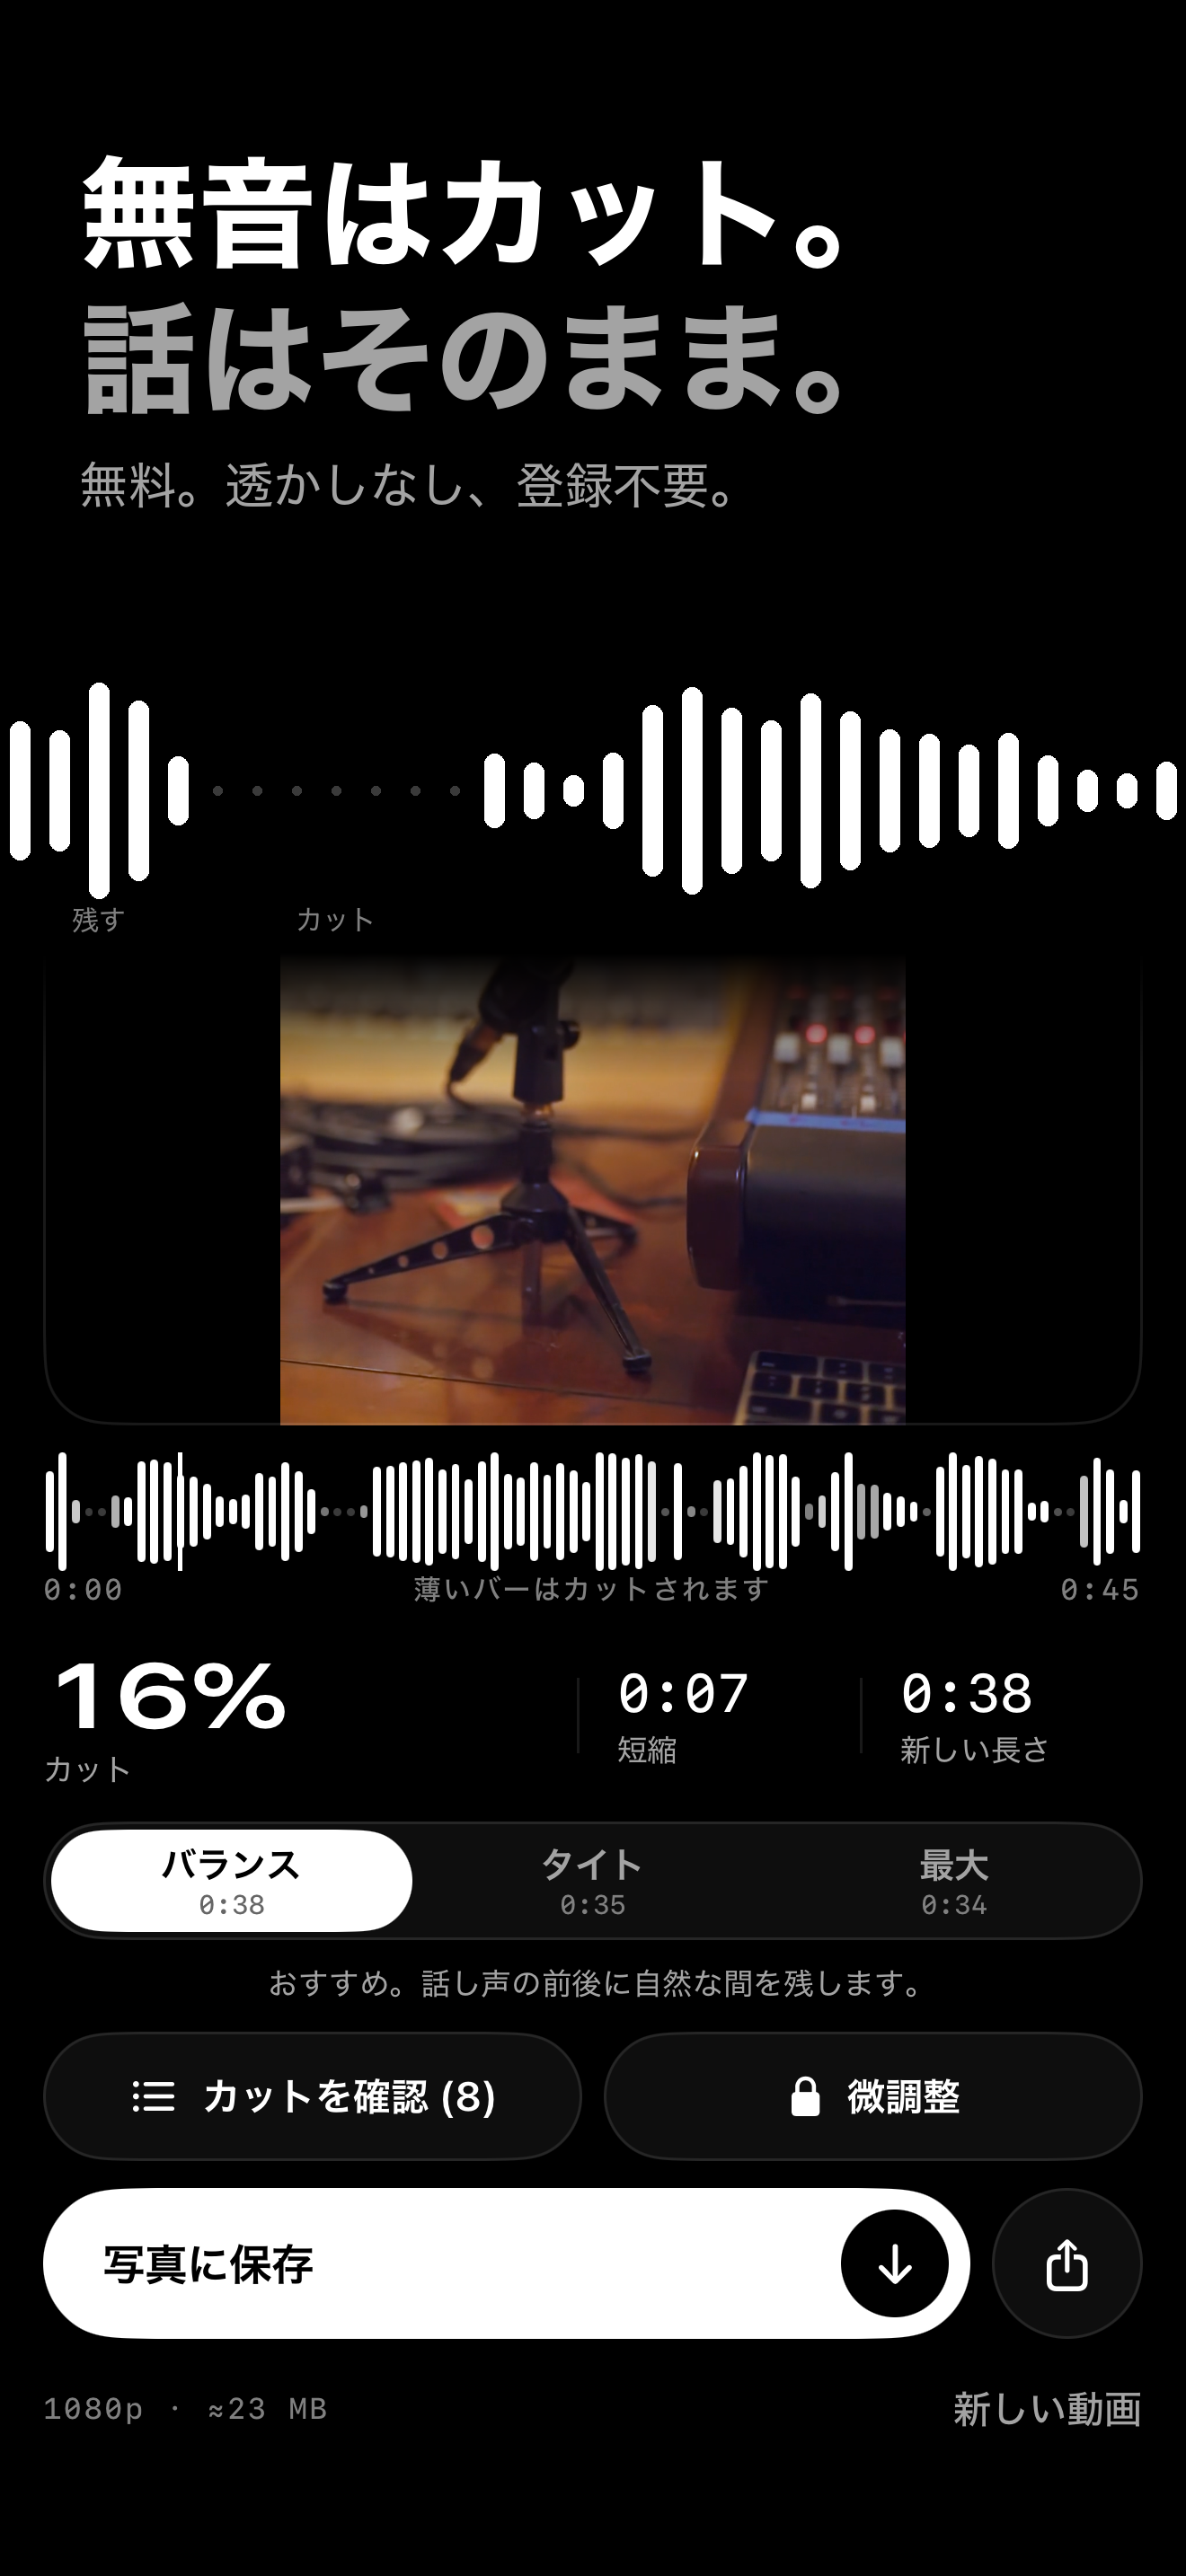 無音はカット。
話はそのまま。
無料。透かしなし、登録不要。
残す
カット
0:00
薄いバーはカットされます
0:45
16%
カット
0:07
短縮
0:38
新しい長さ
バランス
0:38
タイト
0:35
最大
0:34
おすすめ。話し声の前後に自然な間を残します。
カットを確認 (8)
微調整
写真に保存
1080p · ≈23 MB
新しい動画